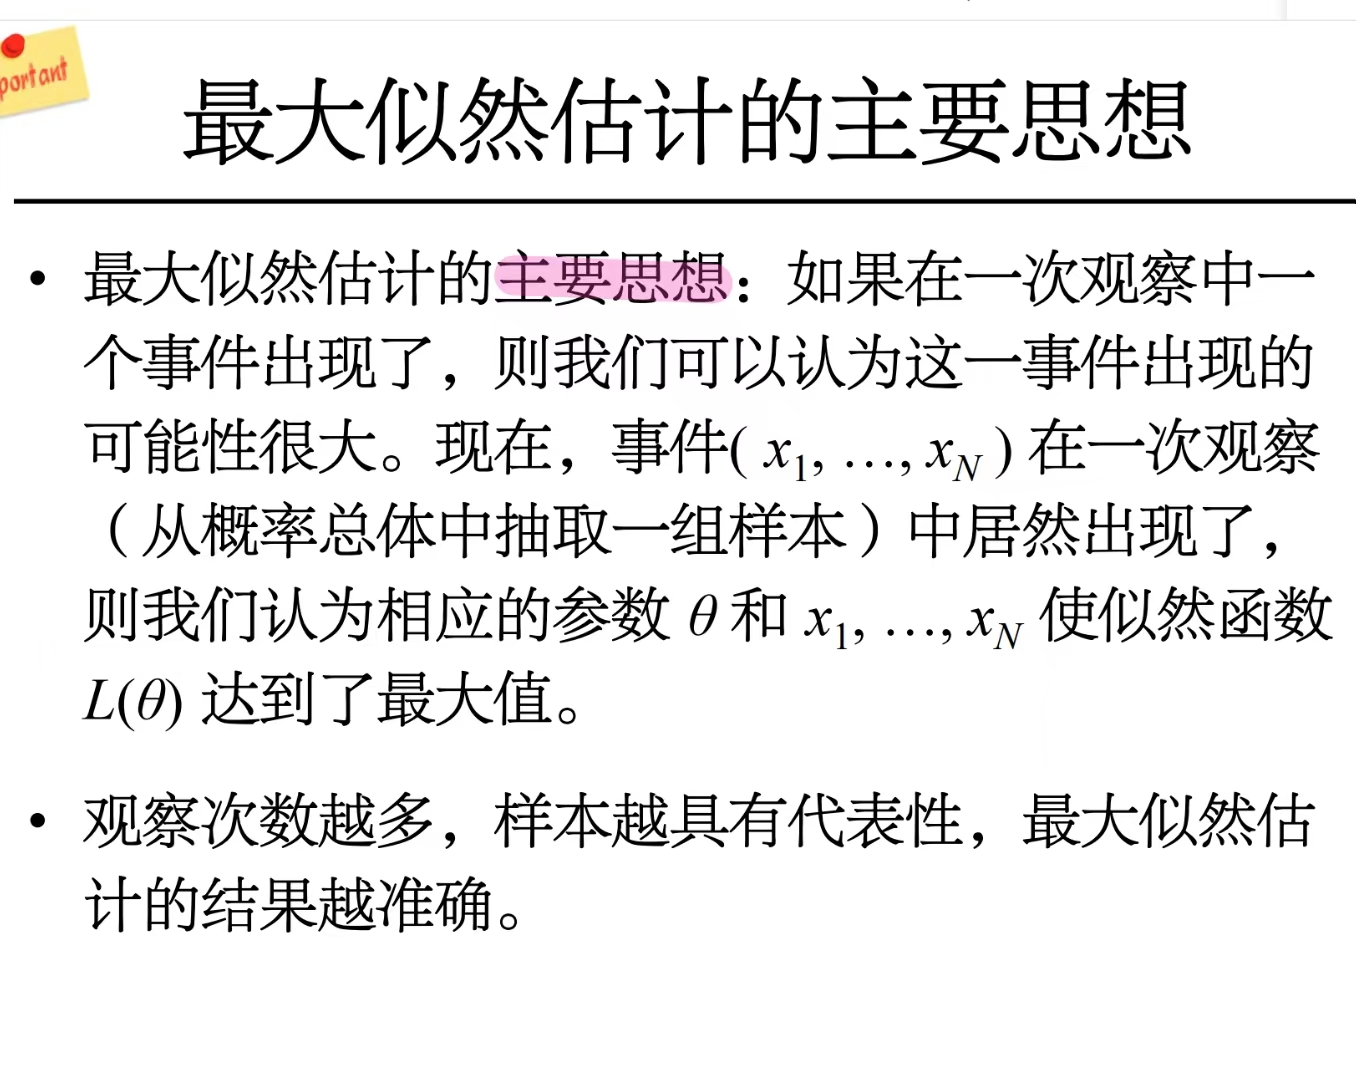 portant
最大似然估计的主要思想
• 最大似然估计的主要思想：如果在一次观察中一
个事件出现了，则我们可以认为这一事件出现的
可能性很大。现在，事件( x₁, …, x_N ) 在一次观察
（从概率总体中抽取一组样本）中居然出现了，
则我们认为相应的参数 θ 和 x₁, …, x_N 使似然函数
L(θ) 达到了最大值。
• 观察次数越多，样本越具有代表性，最大似然估
计的结果越准确。